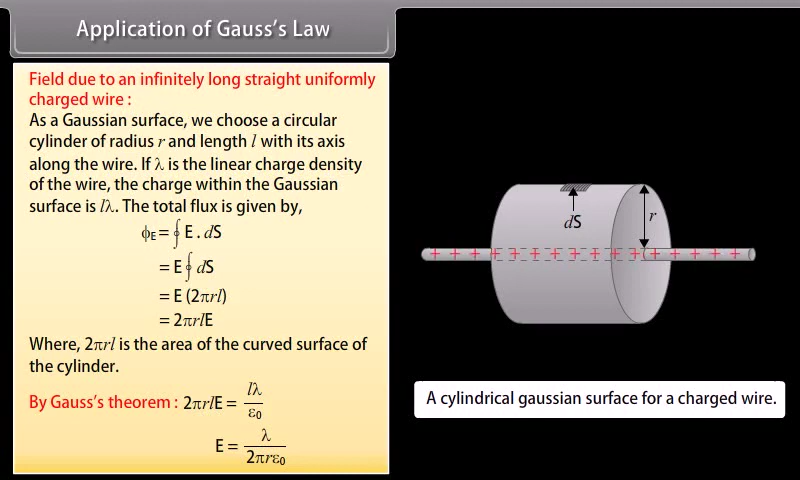 Application of Gauss's Law
Field due to an infinitely long straight uniformly
charged wire :
As a Gaussian surface, we choose a circular
cylinder of radius r and length l with its axis
along the wire. If λ is the linear charge density
of the wire, the charge within the Gaussian
surface is lλ. The total flux is given by,
ϕE = ∮ E . dS
= E ∮ dS
= E (2πrl)
= 2πrlE
Where, 2πrl is the area of the curved surface of
the cylinder.
By Gauss's theorem : 2πrlE = lλ / ε0
E = λ / 2πrε0
dS
r
+ + + + + + + + + + + + + + + +
A cylindrical gaussian surface for a charged wire.